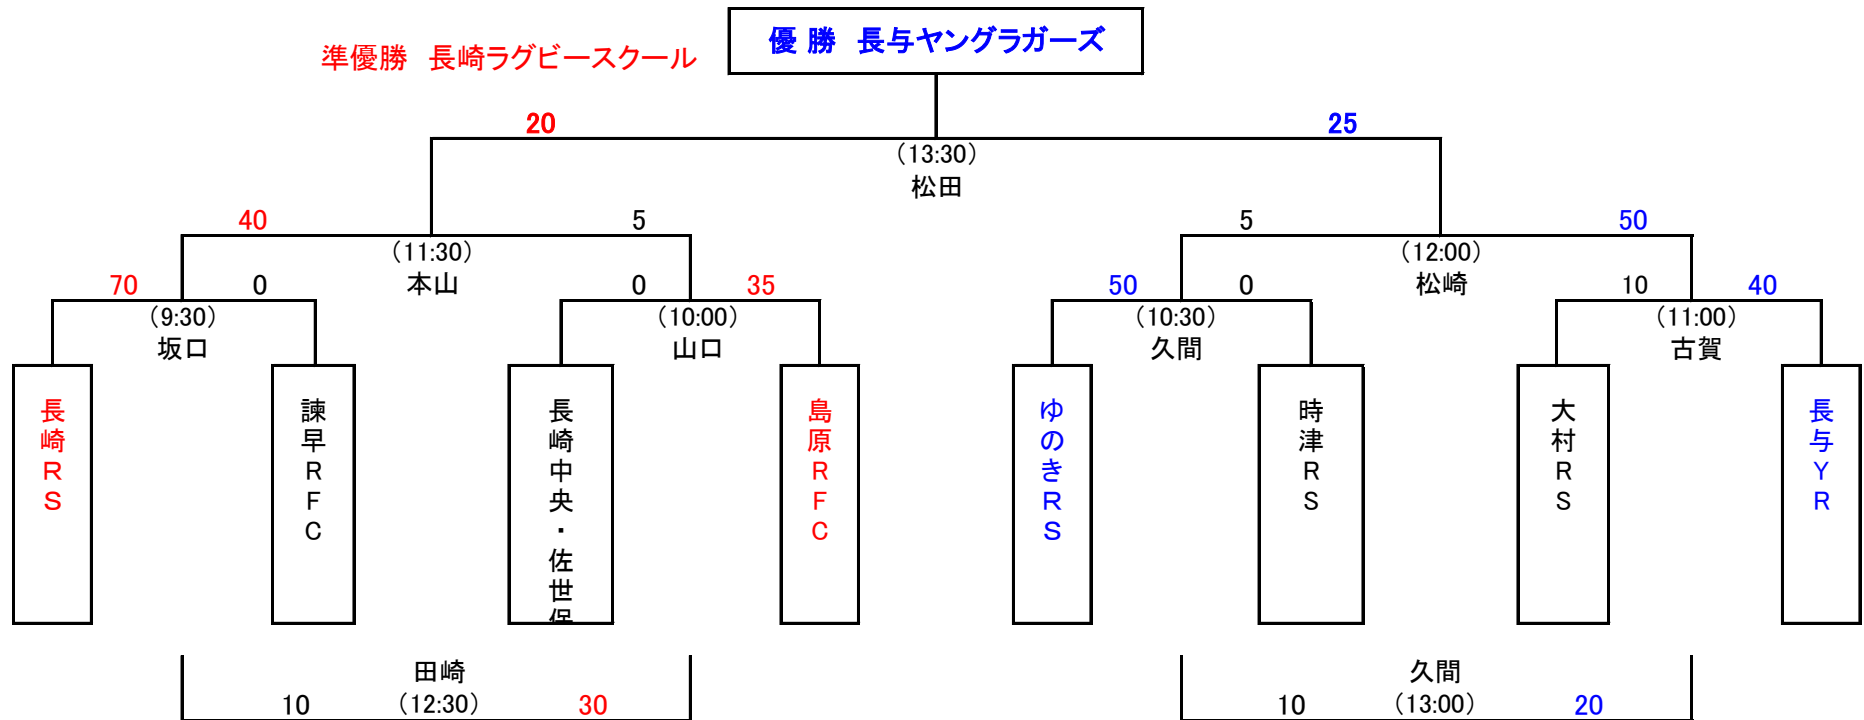 優 勝　長与ヤングラガーズ
準優勝　長崎ラグビースクール
20
25
（13:30）
松田
40
5
5
50
（11:30）
本山
（12:00）
松崎
70
0
0
35
50
0
10
40
（9:30）
坂口
（10:00）
山口
（10:30）
久間
（11:00）
古賀
長崎RS
諫早RFC
長崎中央・佐世保
島原RFC
ゆのきRS
時津RS
大村RS
長与YR
田崎
10
（12:30）
30
久間
10
（13:00）
20